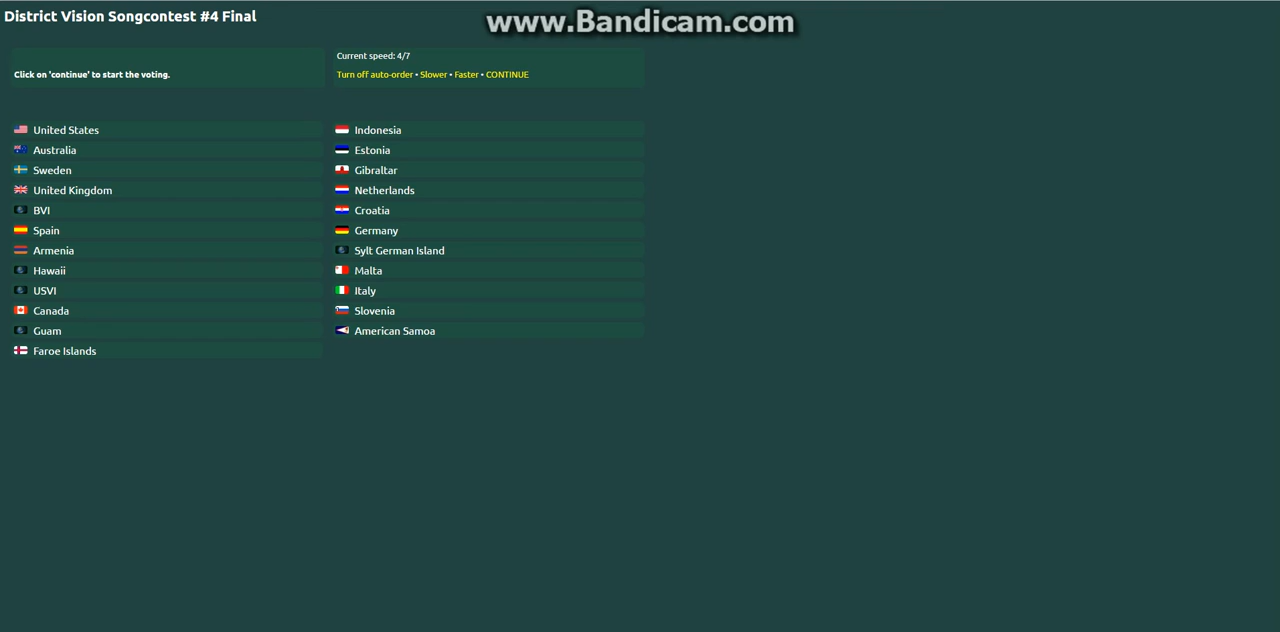 District Vision Songcontest #4 Final
www.Bandicam.com
Click on 'continue' to start the voting.
Current speed: 4/7
Turn off auto-order • Slower • Faster • CONTINUE
United States
Australia
Sweden
United Kingdom
BVI
Spain
Armenia
Hawaii
USVI
Canada
Guam
Faroe Islands
Indonesia
Estonia
Gibraltar
Netherlands
Croatia
Germany
Sylt German Island
Malta
Italy
Slovenia
American Samoa